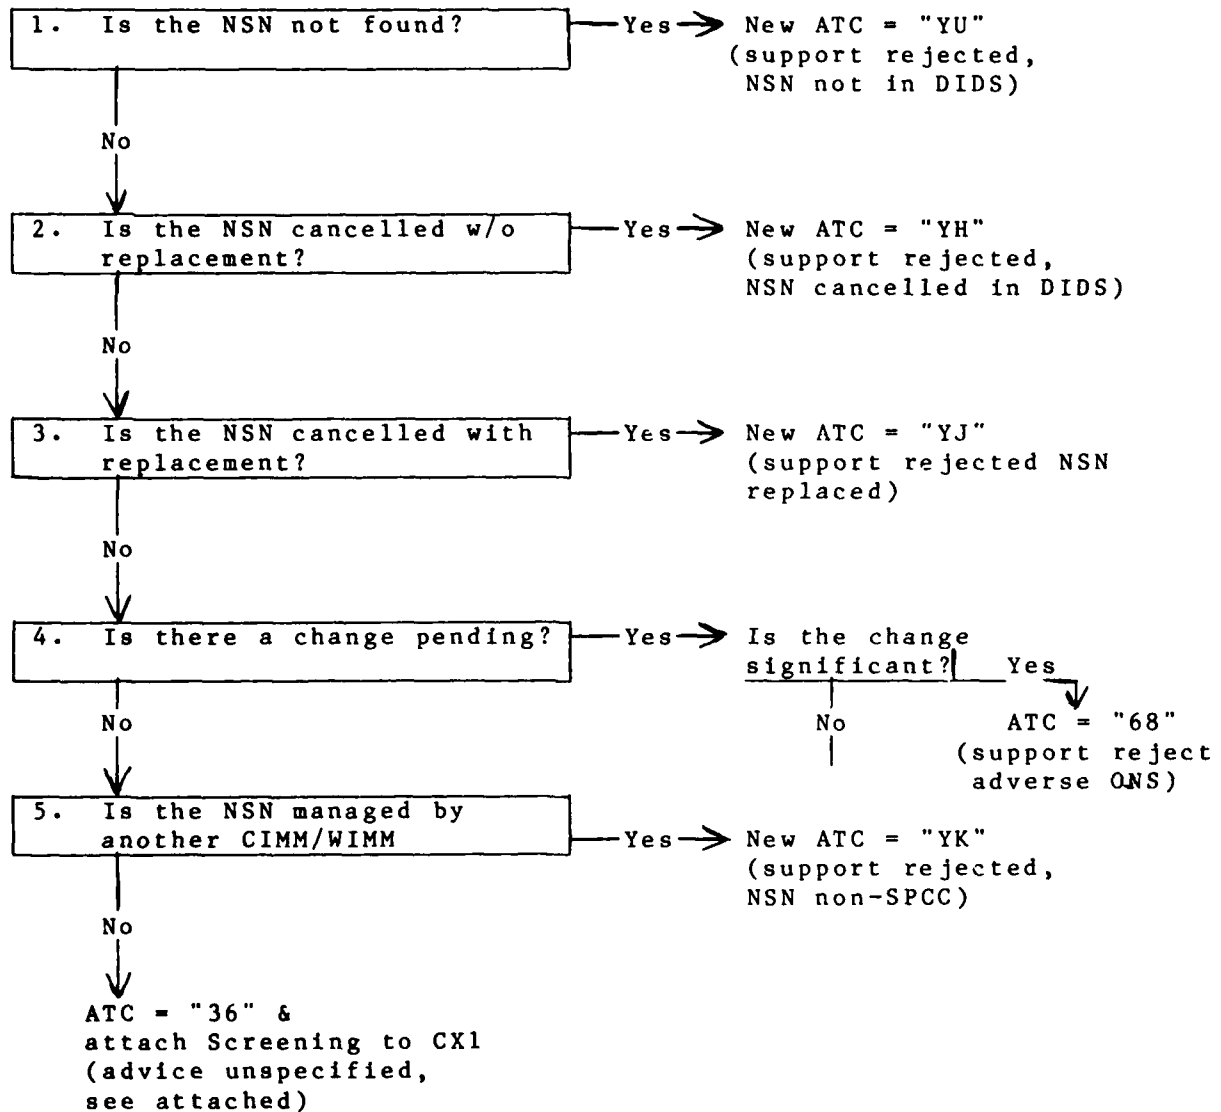 1. Is the NSN not found?
Yes
New ATC = "YU"
(support rejected,
NSN not in DIDS)
No
2. Is the NSN cancelled w/o
replacement?
Yes
New ATC = "YH"
(support rejected,
NSN cancelled in DIDS)
No
3. Is the NSN cancelled with
replacement?
Yes
New ATC = "YJ"
(support rejected NSN
replaced)
No
4. Is there a change pending?
Yes
Is the change
significant?
Yes
No
No
ATC = "68"
(support reject
adverse ONS)
5. Is the NSN managed by
another CIMM/WIMM
Yes
New ATC = "YK"
(support rejected,
NSN non-SPCC)
No
ATC = "36" &
attach Screening to CX1
(advice unspecified,
see attached)